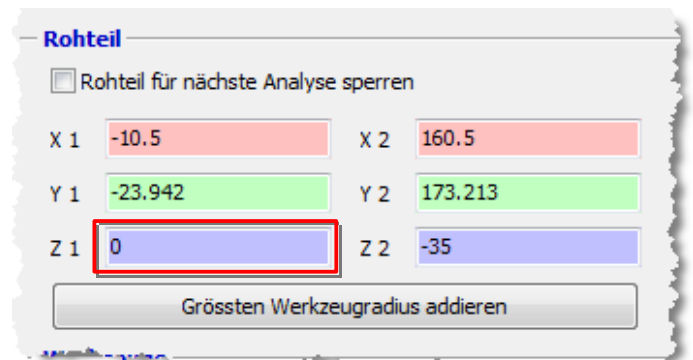 Rohteil
Rohteil für nächste Analyse sperren
X 1 -10.5 X 2 160.5
Y 1 -23.942 Y 2 173.213
Z 1 0 Z 2 -35
Grössten Werkzeugradius addieren